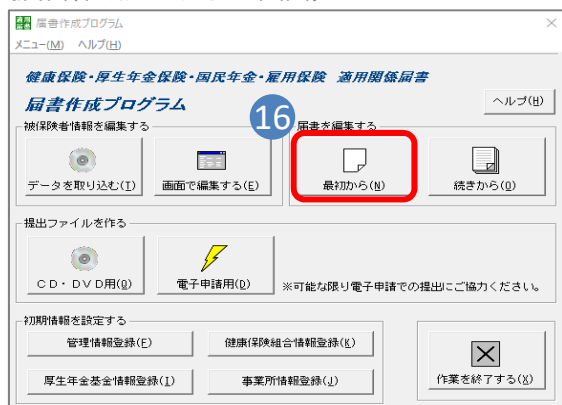 届書作成プログラム
メニュー(M) ヘルプ(H)
健康保険・厚生年金保険・国民年金・雇用保険 適用関係届書
届書作成プログラム
ヘルプ(H)
16
被保険者情報を編集する
届書を編集する
データを取り込む(I)
画面で編集する(E)
最初から(N)
続きから(O)
提出ファイルを作る
CD・DVD用(Q)
電子申請用(D)
※可能な限り電子申請での提出にご協力ください。
初期情報を設定する
管理情報登録(F)
健康保険組合情報登録(K)
厚生年金基金情報登録(I)
事業所情報登録(J)
作業を終了する(X)